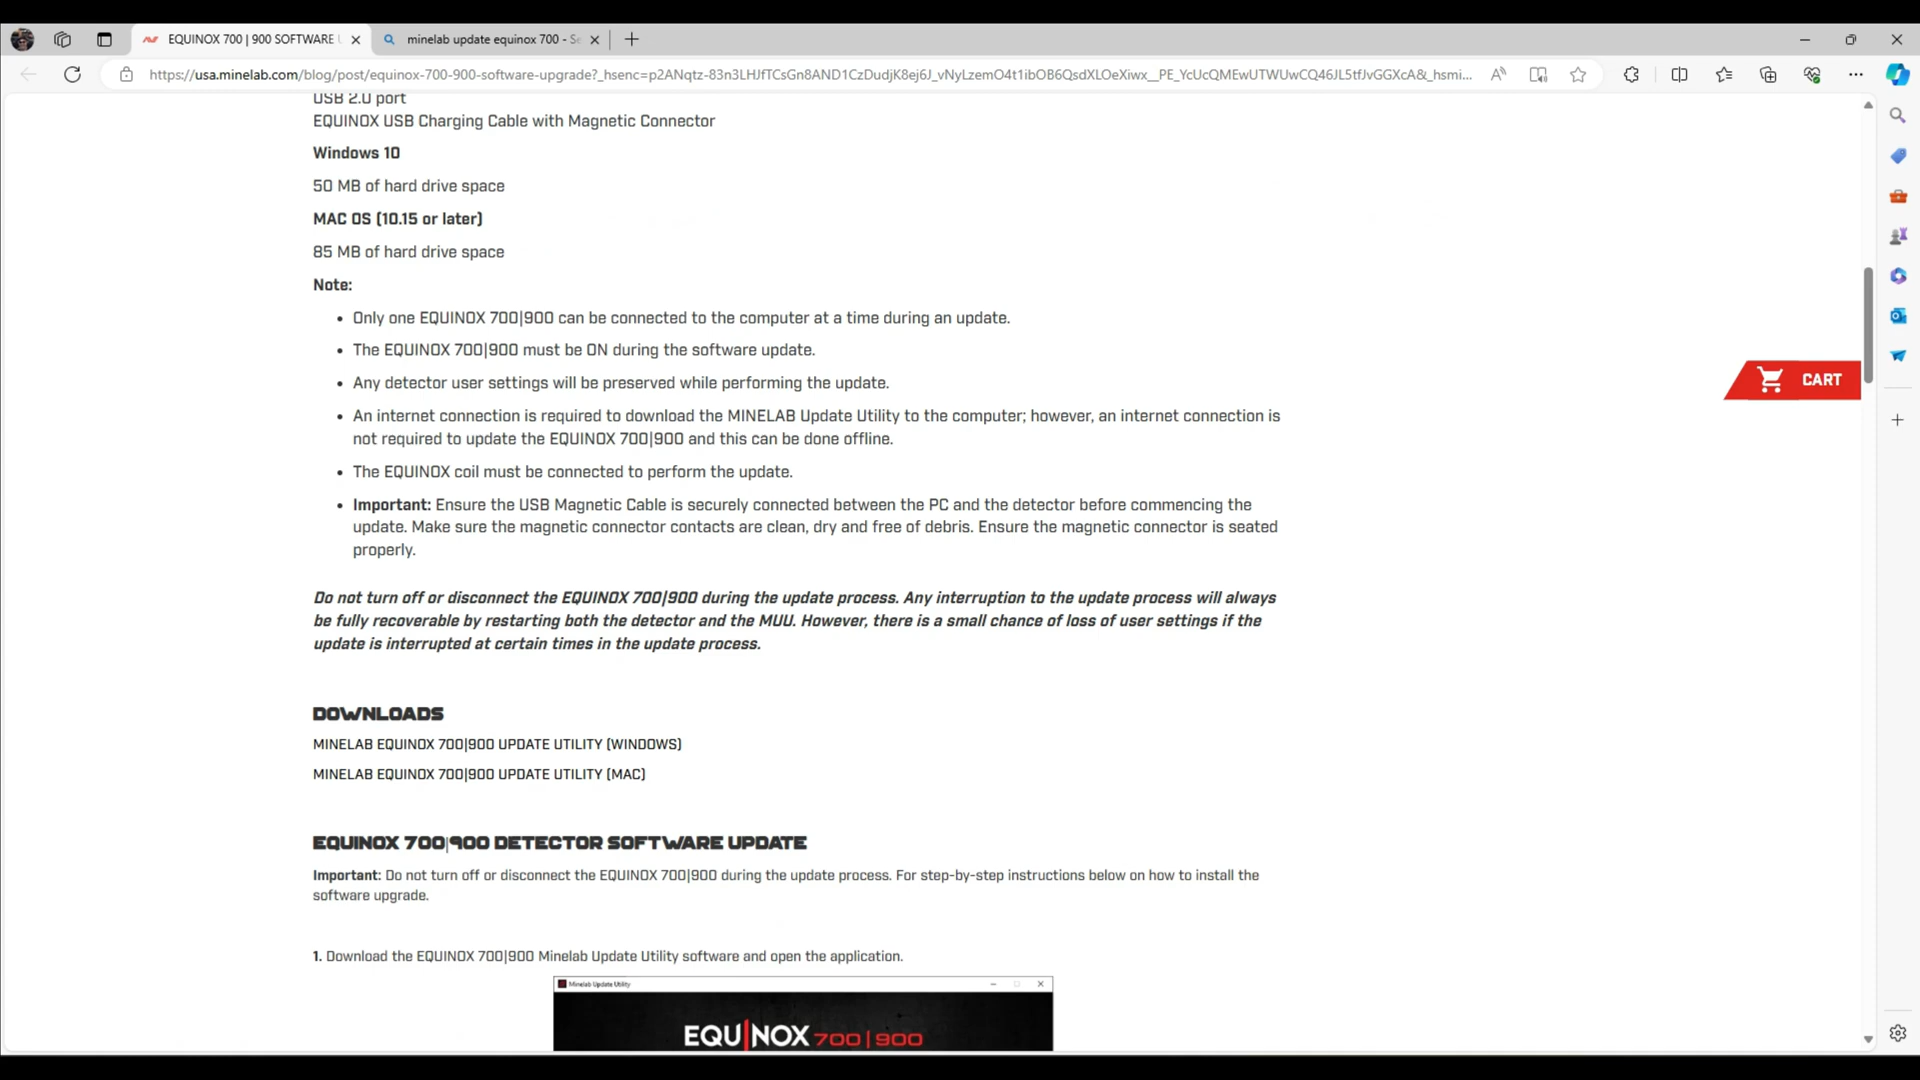 EQUINOX 700 | 900 SOFTWARE U
minelab update equinox 700 - Se
https://usa.minelab.com/blog/post/equinox-700-900-software-upgrade?_hsenc=p2ANqtz-83n3LHJfTCsGn8AND1CzDudjK8ej6J_vNyLzemO4t1ibOB6QsdXLOeXiwx__PE_YcUcQMEwUTWUwCQ46JL5tfJvGGXcA&_hsmi...
USB 2.0 port
EQUINOX USB Charging Cable with Magnetic Connector
Windows 10
50 MB of hard drive space
MAC OS (10.15 or later)
85 MB of hard drive space
Note:
• Only one EQUINOX 700|900 can be connected to the computer at a time during an update.
• The EQUINOX 700|900 must be ON during the software update.
CART
• Any detector user settings will be preserved while performing the update.
• An internet connection is required to download the MINELAB Update Utility to the computer; however, an internet connection is
not required to update the EQUINOX 700|900 and this can be done offline.
• The EQUINOX coil must be connected to perform the update.
• Important: Ensure the USB Magnetic Cable is securely connected between the PC and the detector before commencing the
update. Make sure the magnetic connector contacts are clean, dry and free of debris. Ensure the magnetic connector is seated
properly.
Do not turn off or disconnect the EQUINOX 700|900 during the update process. Any interruption to the update process will always
be fully recoverable by restarting both the detector and the MUU. However, there is a small chance of loss of user settings if the
update is interrupted at certain times in the update process.
DOWNLOADS
MINELAB EQUINOX 700|900 UPDATE UTILITY (WINDOWS)
MINELAB EQUINOX 700|900 UPDATE UTILITY (MAC)
EQUINOX 700|900 DETECTOR SOFTWARE UPDATE
Important: Do not turn off or disconnect the EQUINOX 700|900 during the update process. For step-by-step instructions below on how to install the
software upgrade.
1. Download the EQUINOX 700|900 Minelab Update Utility software and open the application.
Minelab Update Utility
EQUINOX 700 | 900